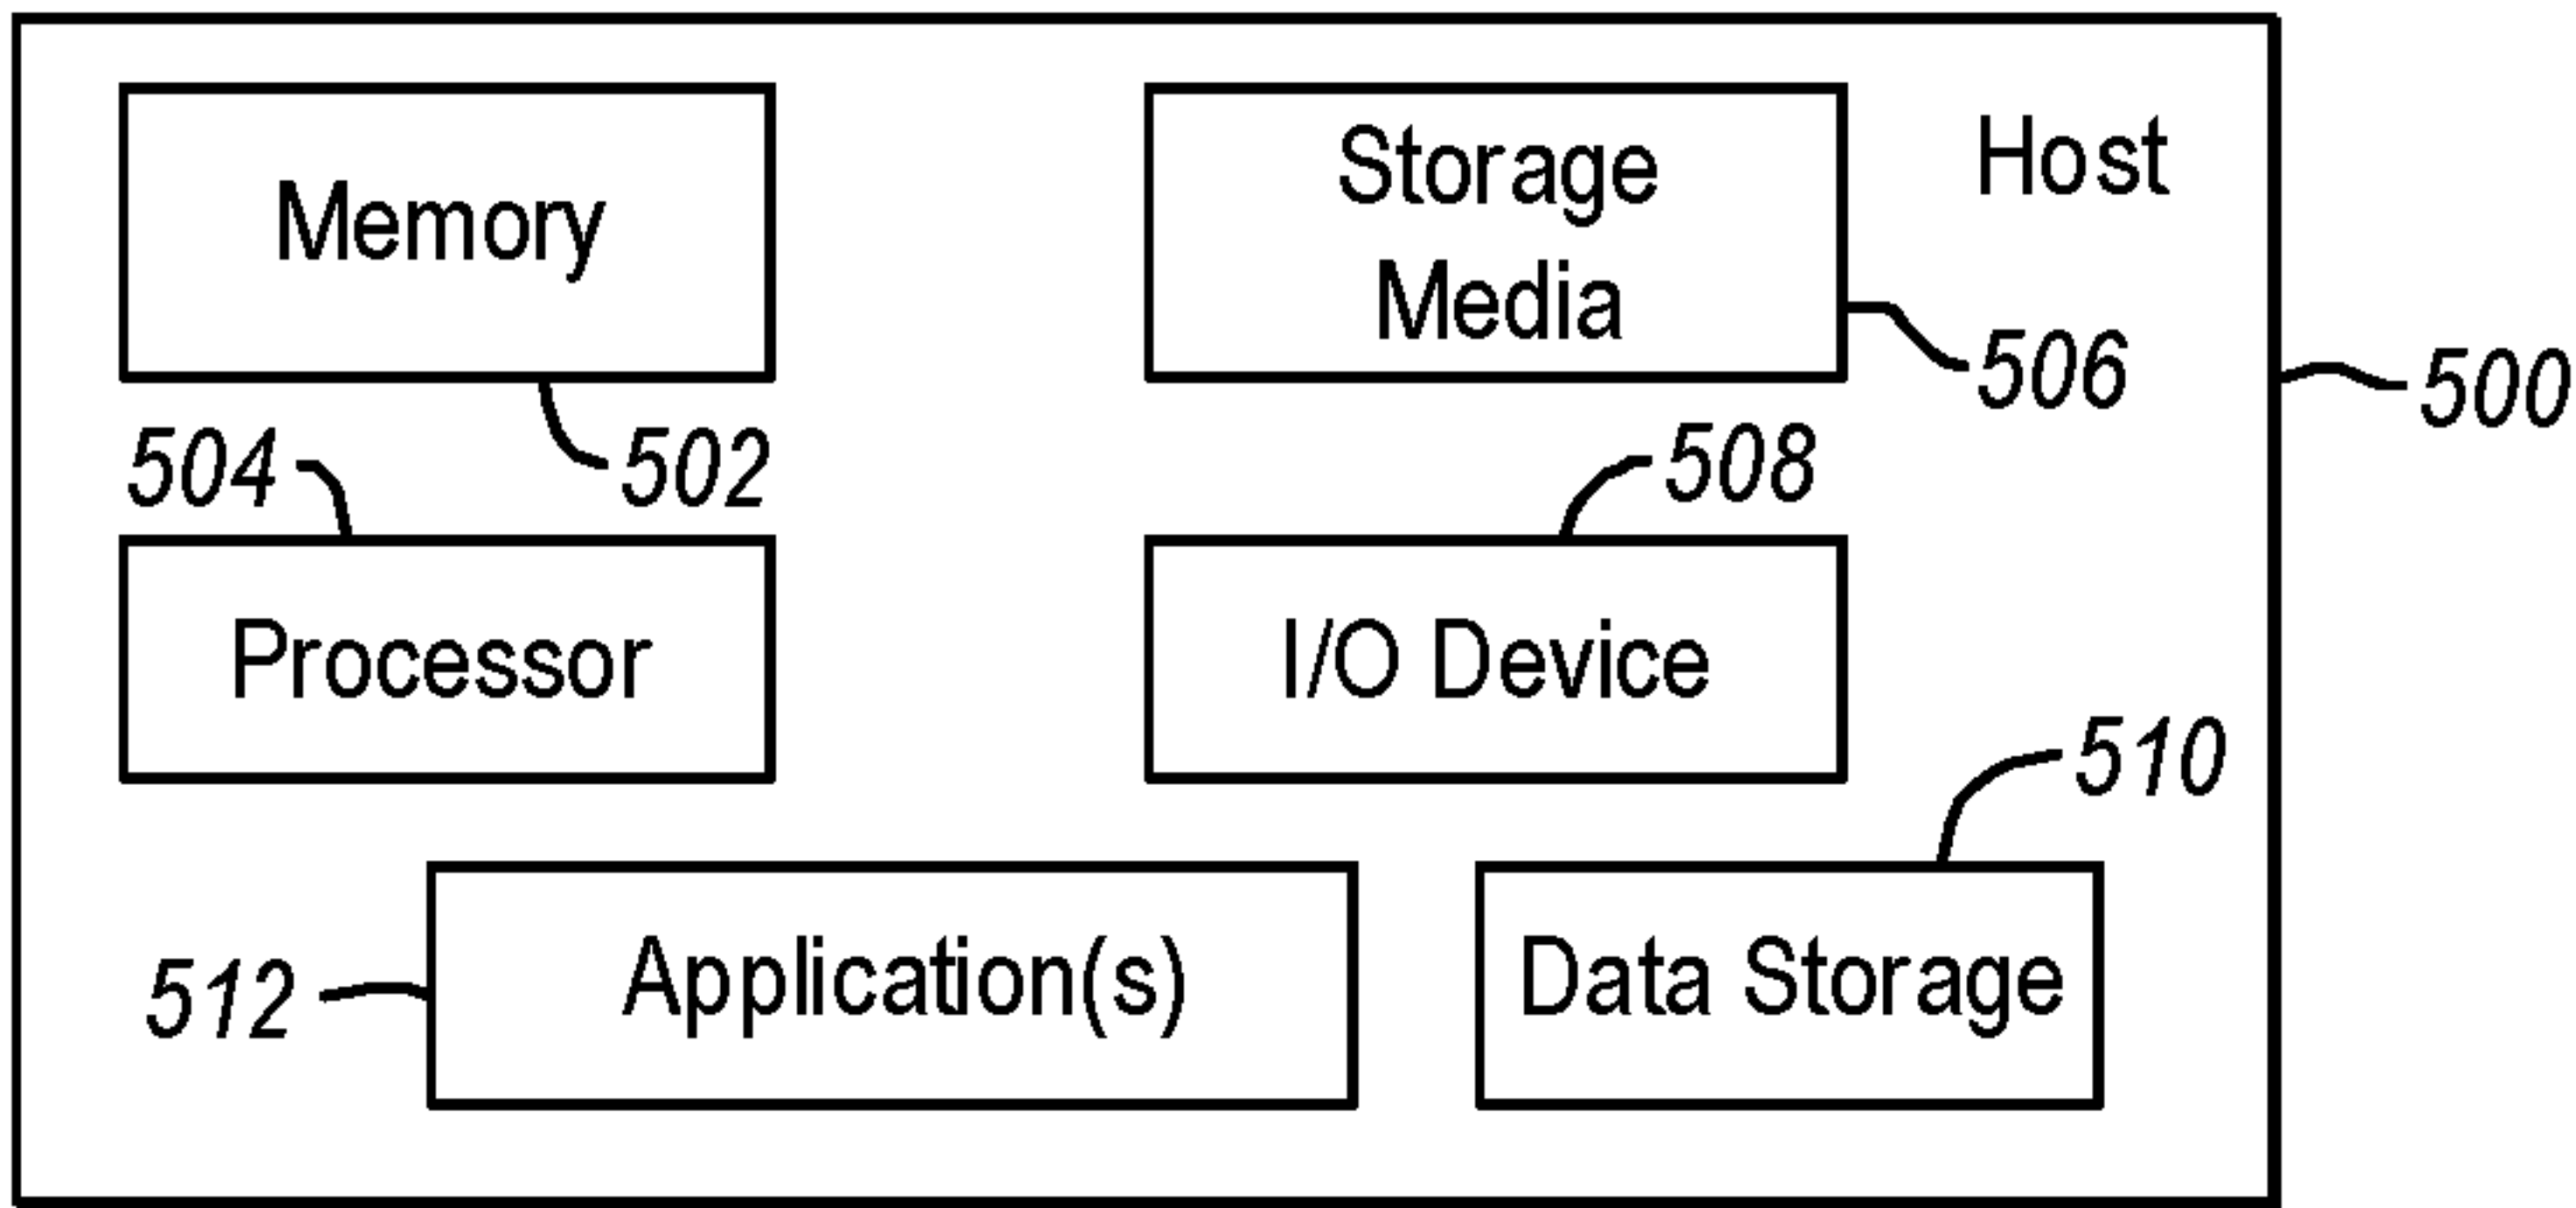 Memory
Storage
Media
Host
506
500
504
502
508
Processor
I/O Device
510
512
Application(s)
Data Storage